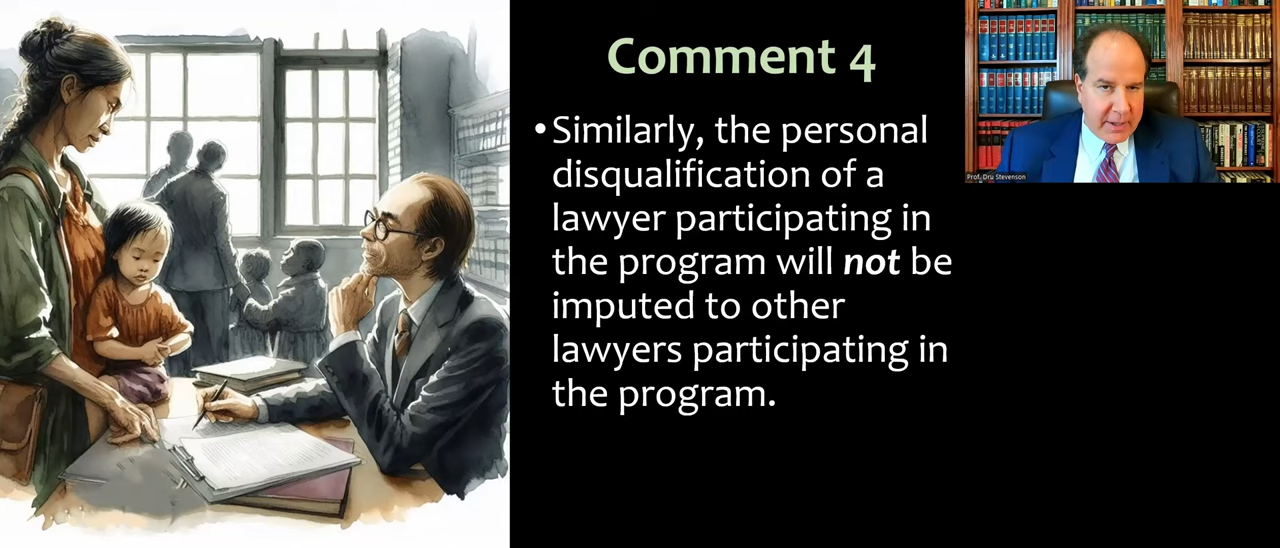 Comment 4
•Similarly, the personal
disqualification of a
lawyer participating in
the program will not be
imputed to other
lawyers participating in
the program.
Prof. Dru Stevenson